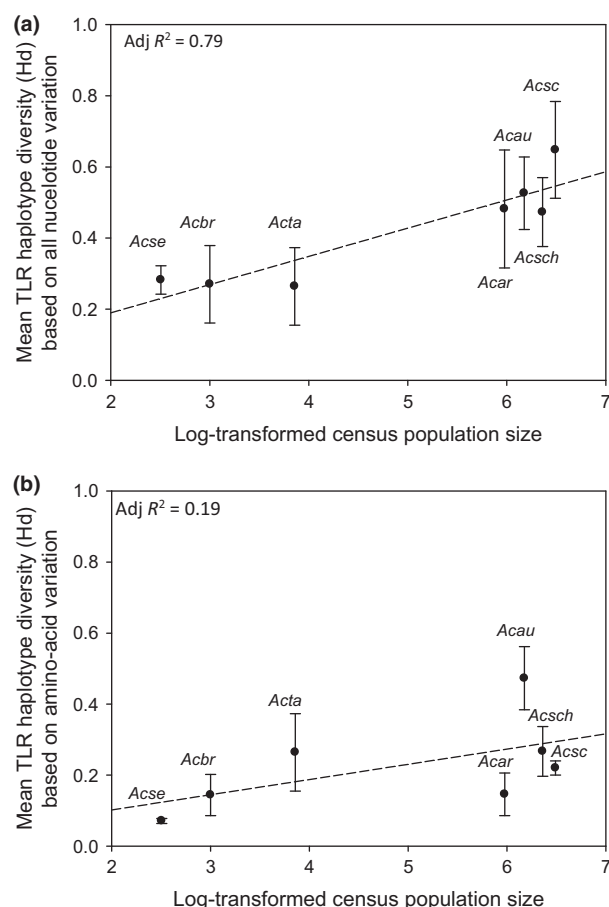 (a)
Adj R² = 0.79
Mean TLR haplotype diversity (Hd)
based on all nucelotide variation
1.0
0.8
0.6
0.4
0.2
0.0
Acse
Acbr
Acta
Acar
Acau
Acsch
Acsc
2 3 4 5 6 7
Log-transformed census population size
(b)
Adj R² = 0.19
Mean TLR haplotype diversity (Hd)
based on amino-acid variation
1.0
0.8
0.6
0.4
0.2
0.0
Acse
Acbr
Acta
Acar
Acau
Acsch
Acsc
2 3 4 5 6 7
Log-transformed census population size